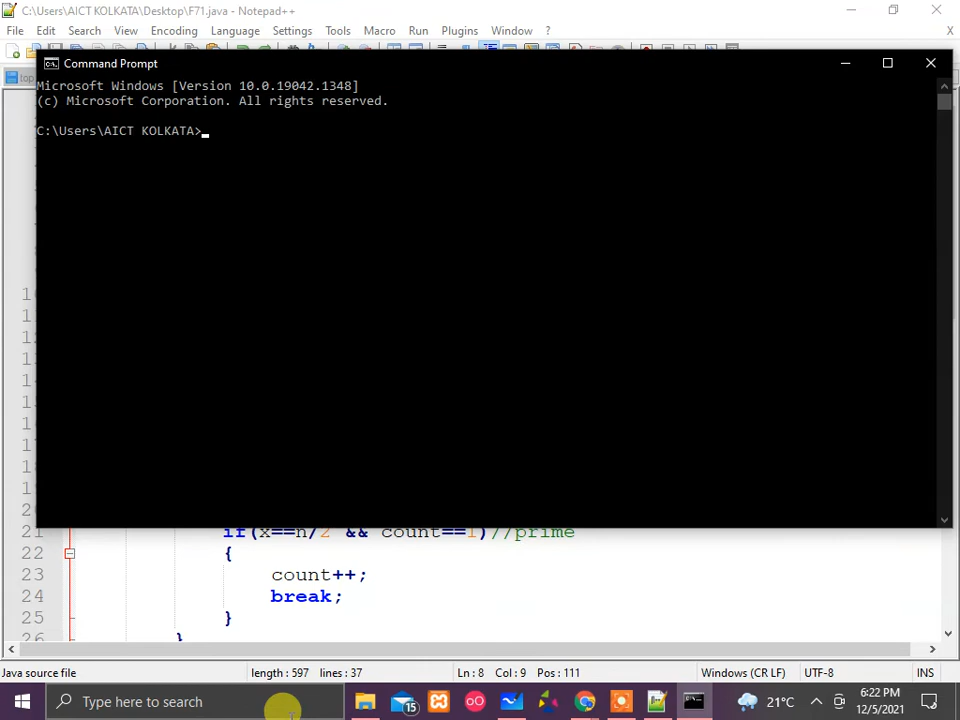 C:\Users\AICT KOLKATA\Desktop\F71.java - Notepad++
File Edit Search View Encoding Language Settings Tools Macro Run Plugins Window ? X
Command Prompt
Microsoft Windows [Version 10.0.19042.1348]
(c) Microsoft Corporation. All rights reserved.
C:\Users\AICT KOLKATA>
21 if(x==n/2 && count==1)//prime
22 {
23 count++;
24 break;
25 }
26 }
Java source file length : 597 lines : 37 Ln : 8 Col : 9 Pos : 111 Windows (CR LF) UTF-8 INS
Type here to search 15 21°C 6:22 PM
12/5/2021